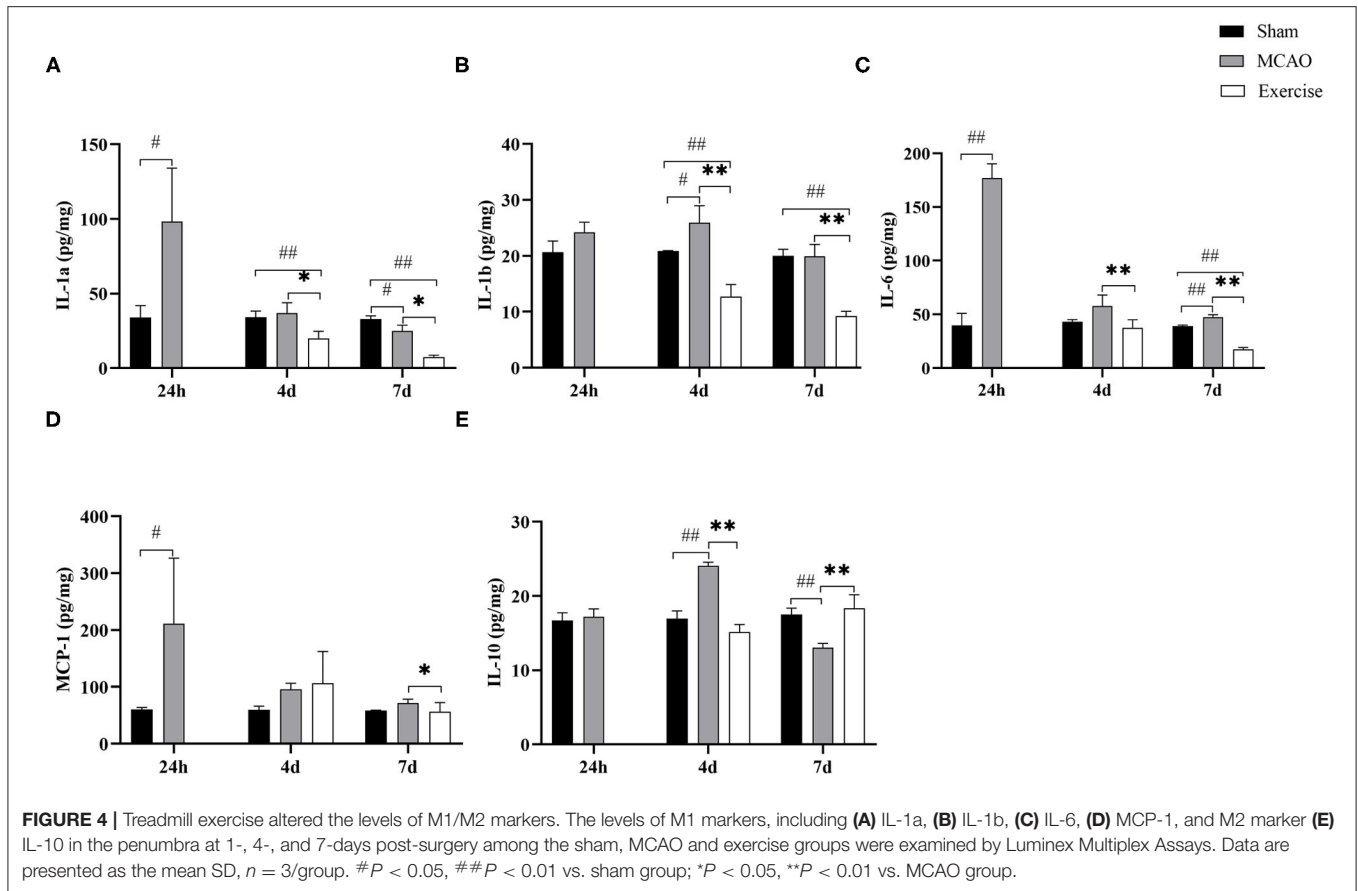 Sham
MCAO
Exercise
A
IL-1a (pg/mg)
150
100
50
0
#
##
*
##
#
*
24h
4d
7d
B
IL-1b (pg/mg)
40
30
20
10
0
##
#
**
##
**
24h
4d
7d
C
IL-6 (pg/mg)
200
150
100
50
0
##
**
##
##
**
24h
4d
7d
D
MCP-1 (pg/mg)
400
300
200
100
0
#
*
24h
4d
7d
E
IL-10 (pg/mg)
30
20
10
0
##
**
##
**
24h
4d
7d
FIGURE 4 | Treadmill exercise altered the levels of M1/M2 markers. The levels of M1 markers, including (A) IL-1a, (B) IL-1b, (C) IL-6, (D) MCP-1, and M2 marker (E)
IL-10 in the penumbra at 1-, 4-, and 7-days post-surgery among the sham, MCAO and exercise groups were examined by Luminex Multiplex Assays. Data are
presented as the mean SD, n = 3/group. #P < 0.05, ##P < 0.01 vs. sham group; *P < 0.05, **P < 0.01 vs. MCAO group.